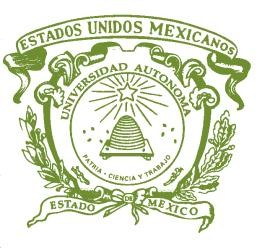 ESTADOS UNIDOS MEXICANOS
UNIVERSIDAD AUTONOMA
PATRIA · CIENCIA Y TRABAJO
ESTADO DE MEXICO